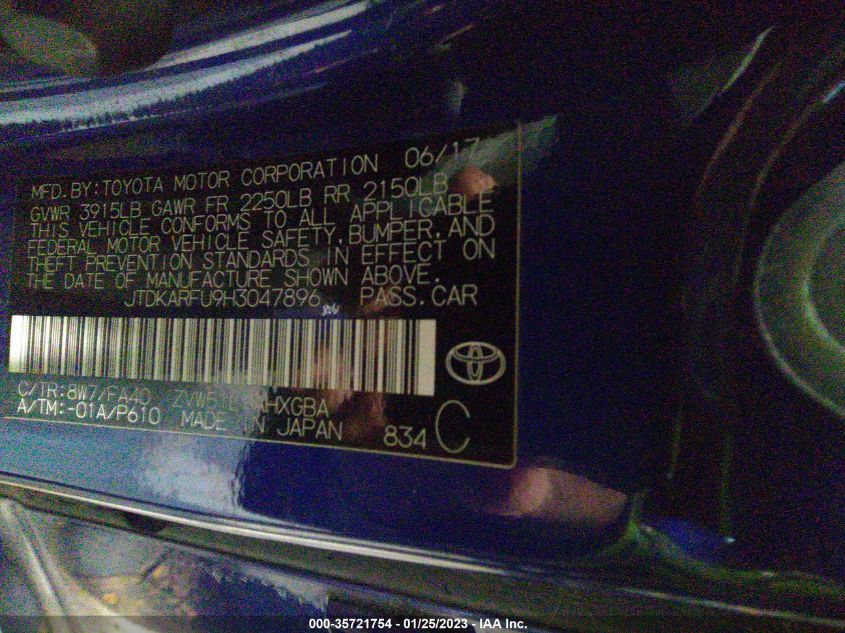 MFD.BY:TOYOTA MOTOR CORPORATION 06/17
GVWR 3915LB GAWR FR 2250LB RR 2150LB
THIS VEHICLE CONFORMS TO ALL APPLICABLE
FEDERAL MOTOR VEHICLE SAFETY,BUMPER,AND
THEFT PREVENTION STANDARDS IN EFFECT ON
THE DATE OF MANUFACTURE SHOWN ABOVE.
JTDKARFU9H3047896 PASS.CAR
C/TR:8W7/FA40
A/TM:-01A/P610 MADE IN JAPAN 834 C
000-35721754 - 01/25/2023 - IAA Inc.